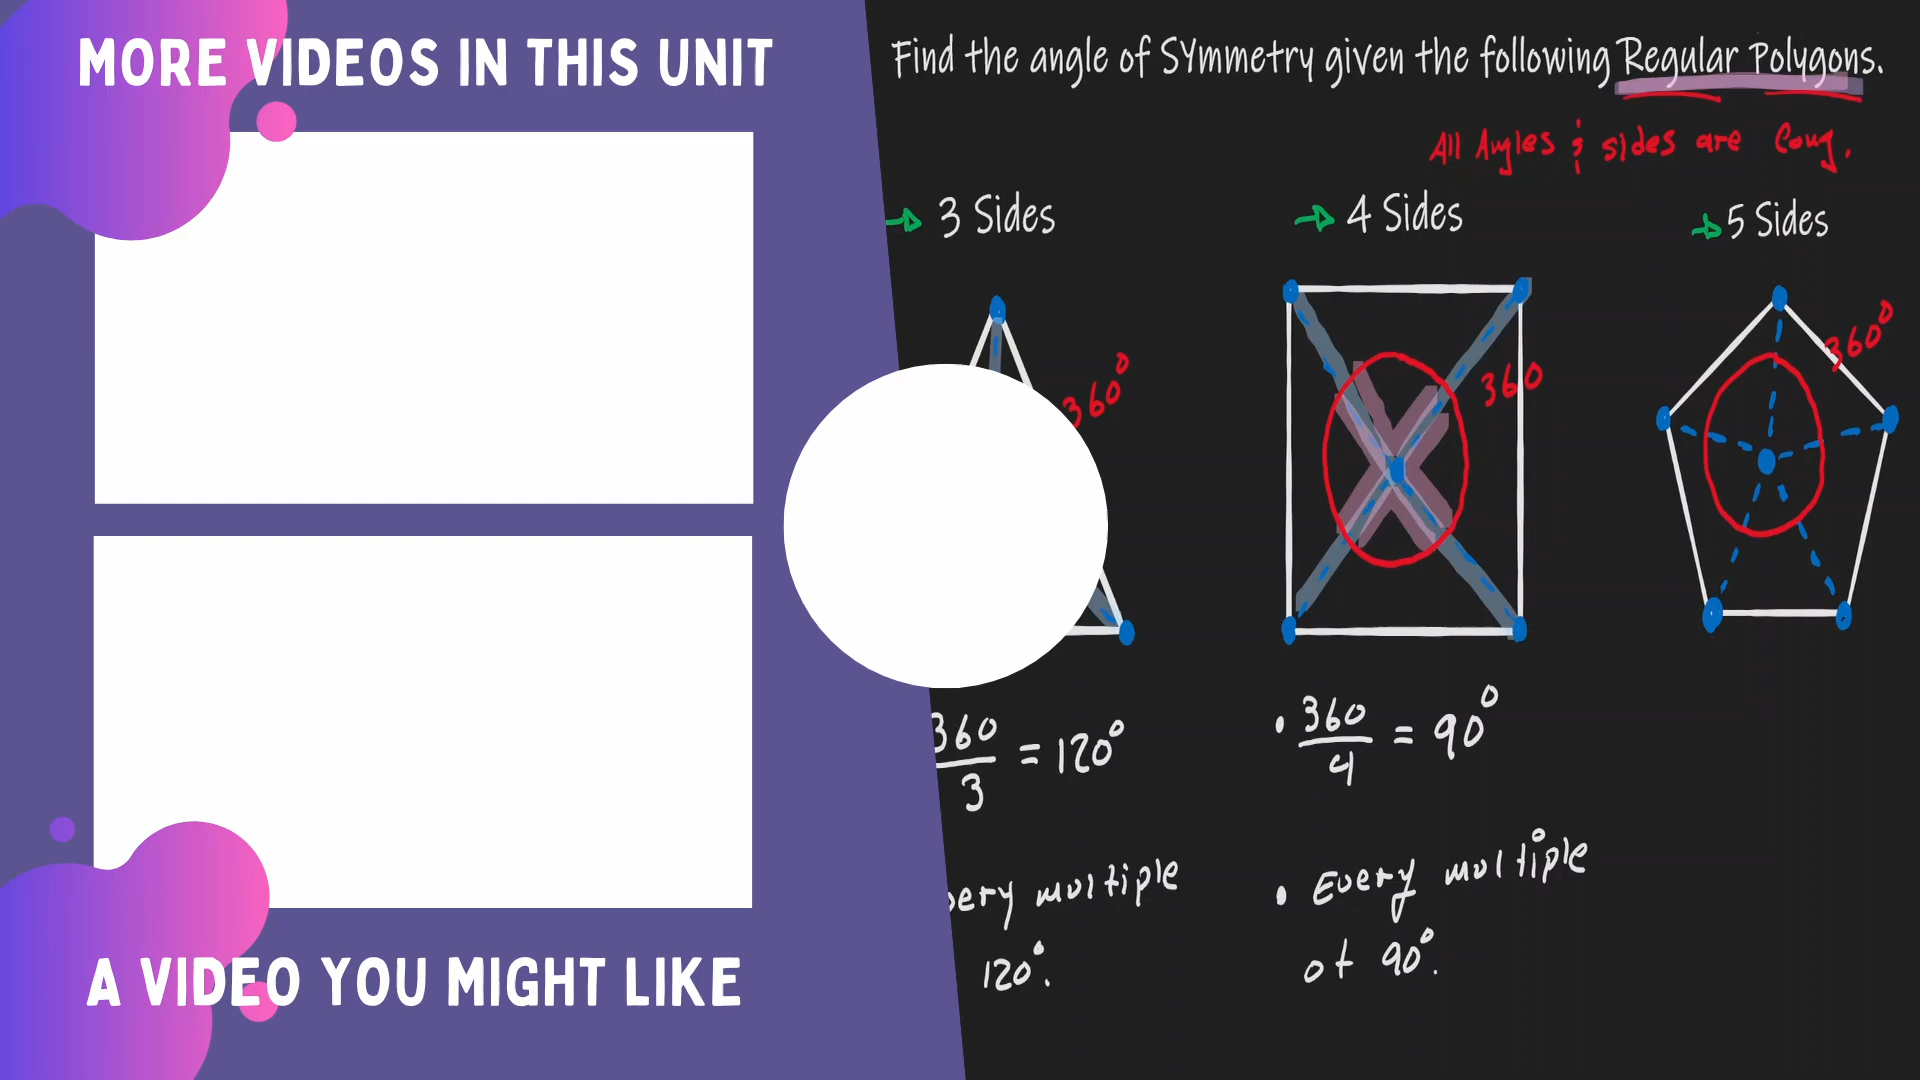 MORE VIDEOS IN THIS UNIT
A VIDEO YOU MIGHT LIKE
Find the angle of SYmmetry given the following Regular Polygons.
All Angles & sides are Cong.
3 Sides
360°
360
3
= 120°
very multiple
120°.
4 Sides
360
• 360
4
= 90°
• Every multiple
of 90°.
5 Sides
360°